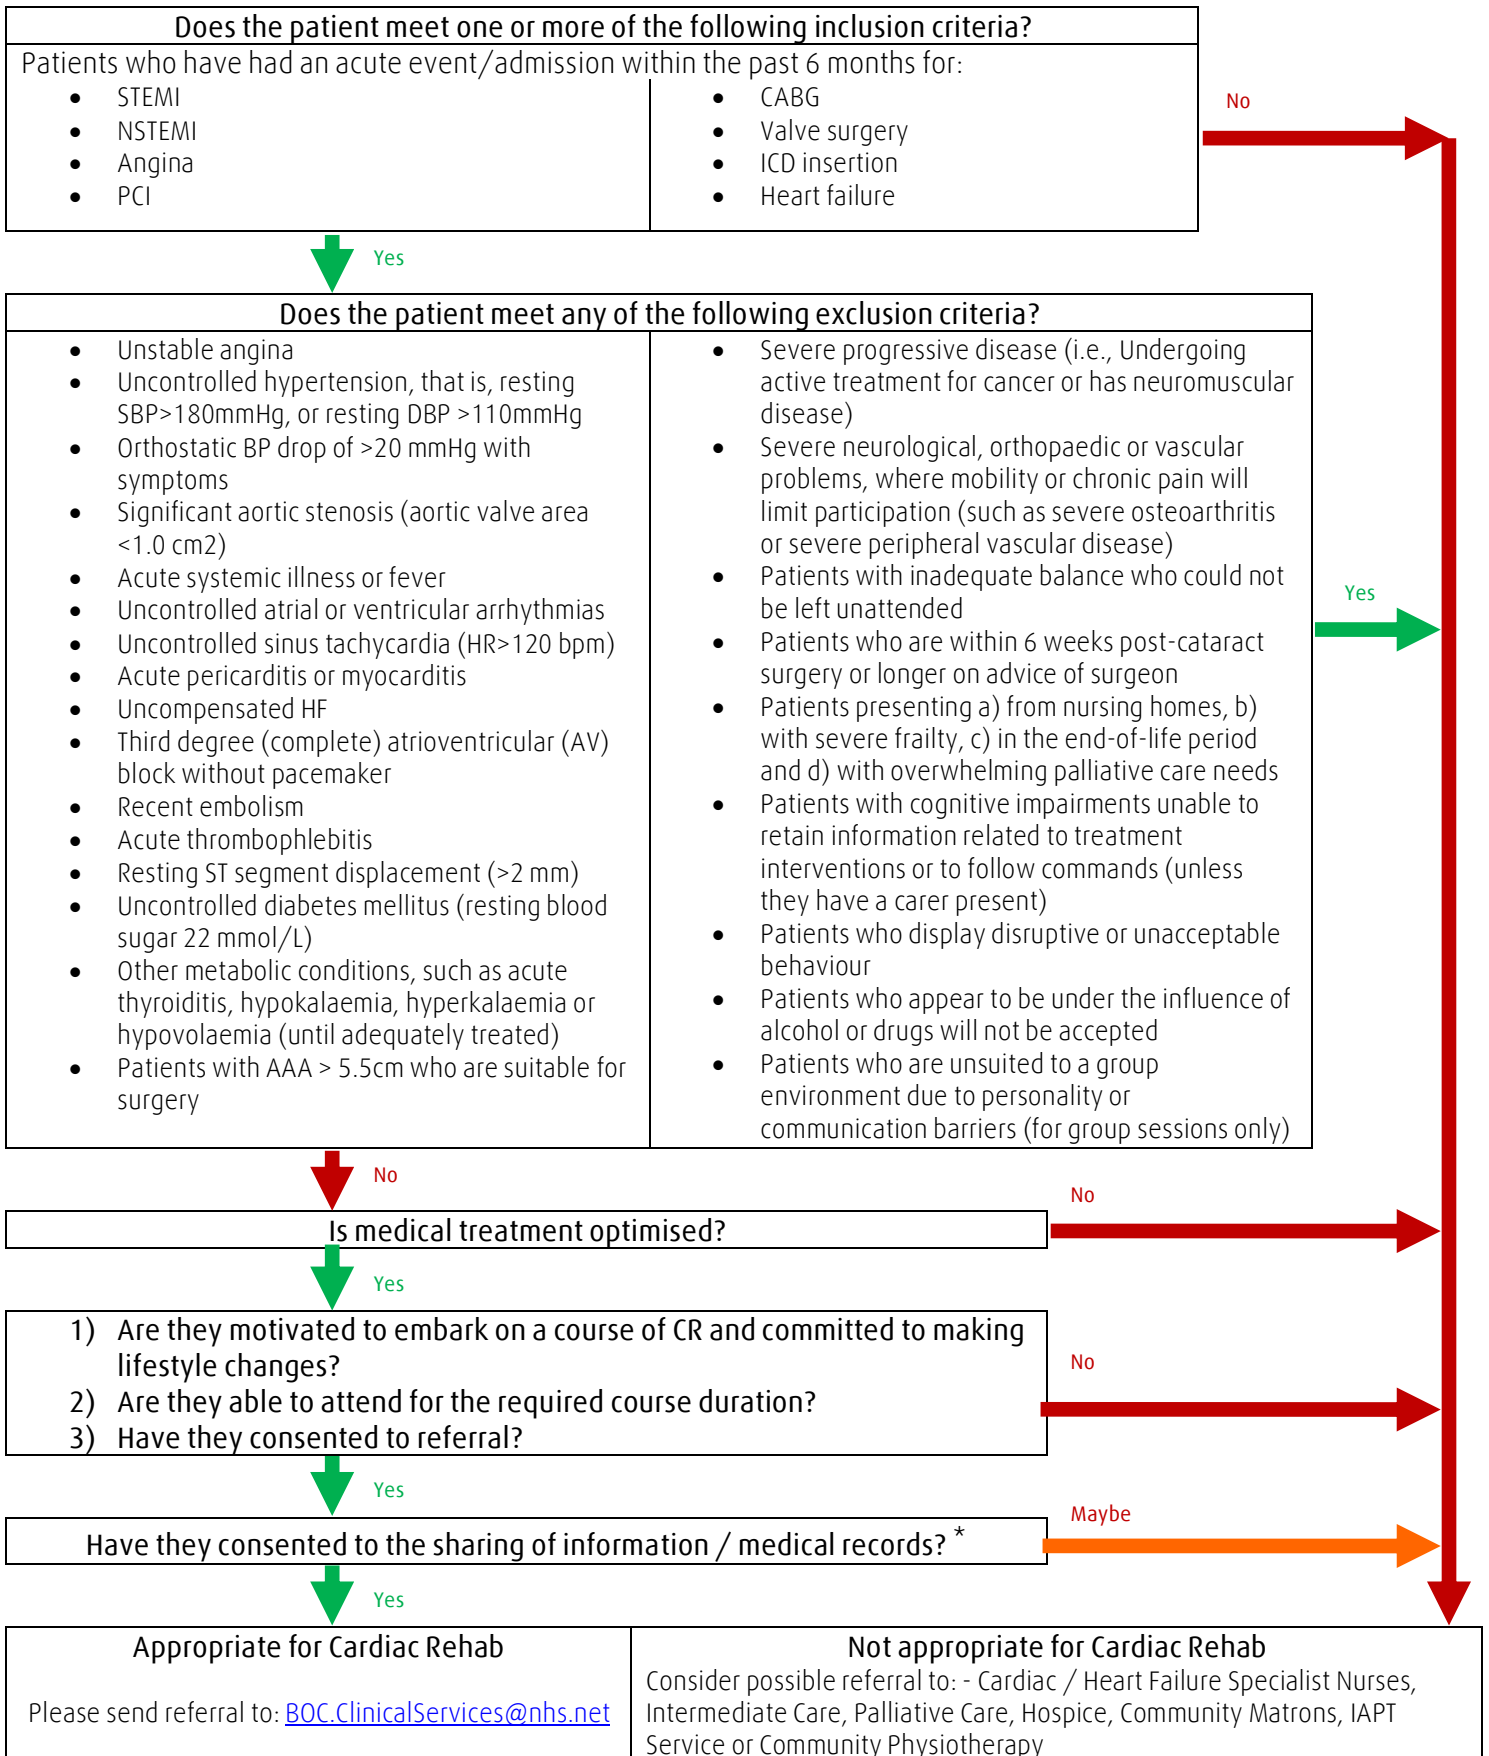 Does the patient meet one or more of the following inclusion criteria?
Patients who have had an acute event/admission within the past 6 months for:
• STEMI
• NSTEMI
• Angina
• PCI
• CABG
• Valve surgery
• ICD insertion
• Heart failure
No
Yes
Does the patient meet any of the following exclusion criteria?
• Unstable angina
• Uncontrolled hypertension, that is, resting
SBP>180mmHg, or resting DBP >110mmHg
• Orthostatic BP drop of >20 mmHg with
symptoms
• Significant aortic stenosis (aortic valve area
<1.0 cm2)
• Acute systemic illness or fever
• Uncontrolled atrial or ventricular arrhythmias
• Uncontrolled sinus tachycardia (HR>120 bpm)
• Acute pericarditis or myocarditis
• Uncompensated HF
• Third degree (complete) atrioventricular (AV)
block without pacemaker
• Recent embolism
• Acute thrombophlebitis
• Resting ST segment displacement (>2 mm)
• Uncontrolled diabetes mellitus (resting blood
sugar 22 mmol/L)
• Other metabolic conditions, such as acute
thyroiditis, hypokalaemia, hyperkalaemia or
hypovolaemia (until adequately treated)
• Patients with AAA > 5.5cm who are suitable for
surgery
• Severe progressive disease (i.e., Undergoing
active treatment for cancer or has neuromuscular
disease)
• Severe neurological, orthopaedic or vascular
problems, where mobility or chronic pain will
limit participation (such as severe osteoarthritis
or severe peripheral vascular disease)
• Patients with inadequate balance who could not
be left unattended
• Patients who are within 6 weeks post-cataract
surgery or longer on advice of surgeon
• Patients presenting a) from nursing homes, b)
with severe frailty, c) in the end-of-life period
and d) with overwhelming palliative care needs
• Patients with cognitive impairments unable to
retain information related to treatment
interventions or to follow commands (unless
they have a carer present)
• Patients who display disruptive or unacceptable
behaviour
• Patients who appear to be under the influence of
alcohol or drugs will not be accepted
• Patients who are unsuited to a group
environment due to personality or
communication barriers (for group sessions only)
Yes
No
Is medical treatment optimised?
No
Yes
1) Are they motivated to embark on a course of CR and committed to making
lifestyle changes?
2) Are they able to attend for the required course duration?
3) Have they consented to referral?
No
Yes
Have they consented to the sharing of information / medical records? *
Maybe
Yes
Appropriate for Cardiac Rehab
Please send referral to: BOC.ClinicalServices@nhs.net
Not appropriate for Cardiac Rehab
Consider possible referral to: - Cardiac / Heart Failure Specialist Nurses,
Intermediate Care, Palliative Care, Hospice, Community Matrons, IAPT
Service or Community Physiotherapy